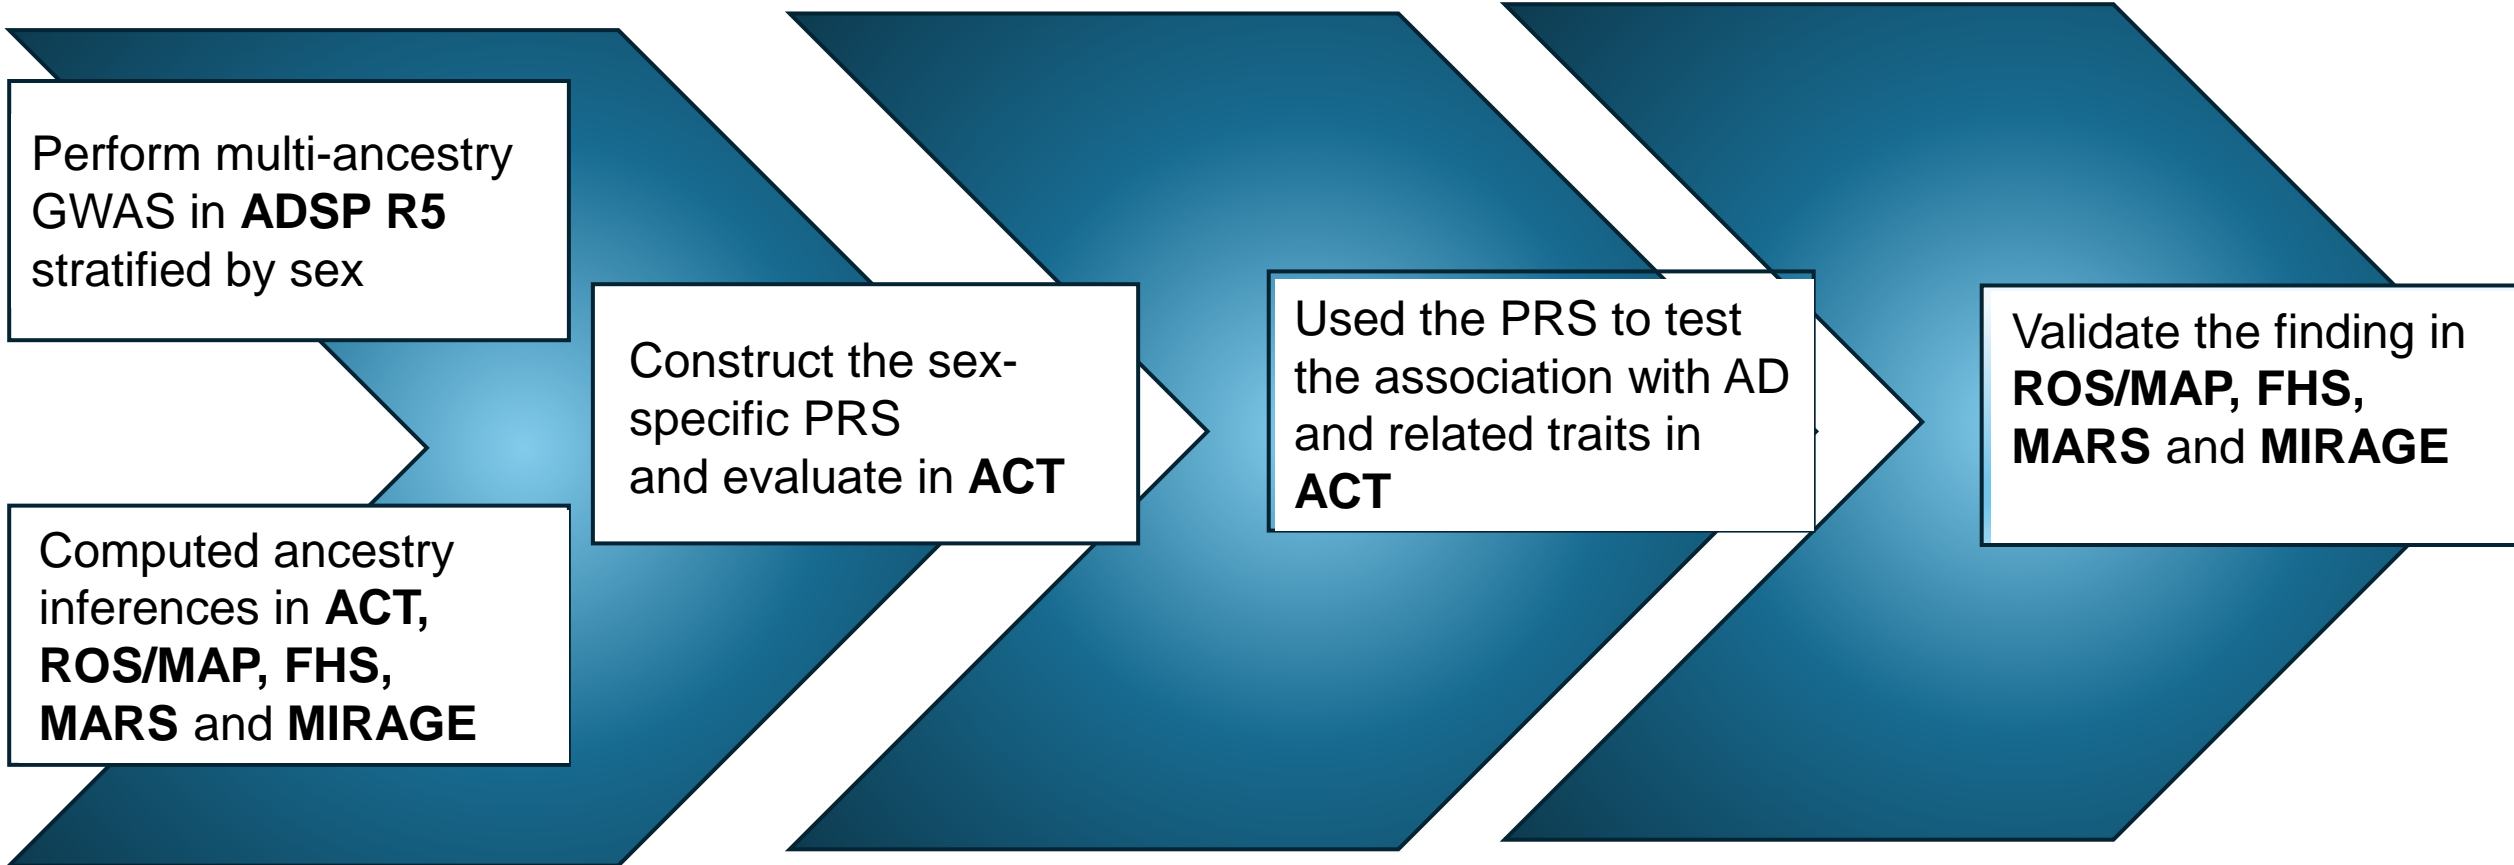 Perform multi-ancestry
GWAS in ADSP R5
stratified by sex
Computed ancestry
inferences in ACT,
ROS/MAP, FHS,
MARS and MIRAGE
Construct the sex-
specific PRS
and evaluate in ACT
Used the PRS to test
the association with AD
and related traits in
ACT
Validate the finding in
ROS/MAP, FHS,
MARS and MIRAGE